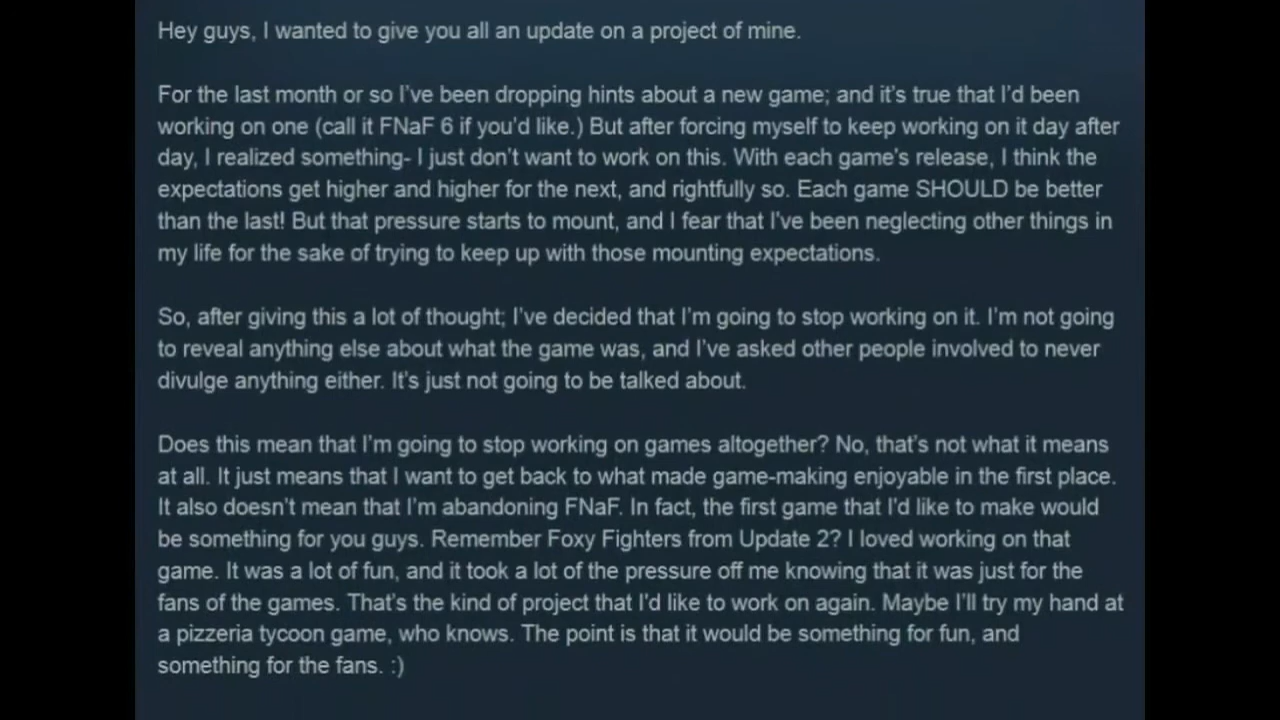 Hey guys, I wanted to give you all an update on a project of mine.
For the last month or so I've been dropping hints about a new game; and it's true that I'd been
working on one (call it FNaF 6 if you'd like.) But after forcing myself to keep working on it day after
day, I realized something- I just don't want to work on this. With each game's release, I think the
expectations get higher and higher for the next, and rightfully so. Each game SHOULD be better
than the last! But that pressure starts to mount, and I fear that I've been neglecting other things in
my life for the sake of trying to keep up with those mounting expectations.
So, after giving this a lot of thought; I've decided that I'm going to stop working on it. I'm not going
to reveal anything else about what the game was, and I've asked other people involved to never
divulge anything either. It's just not going to be talked about.
Does this mean that I'm going to stop working on games altogether? No, that's not what it means
at all. It just means that I want to get back to what made game-making enjoyable in the first place.
It also doesn't mean that I'm abandoning FNaF. In fact, the first game that I'd like to make would
be something for you guys. Remember Foxy Fighters from Update 2? I loved working on that
game. It was a lot of fun, and it took a lot of the pressure off me knowing that it was just for the
fans of the games. That's the kind of project that I'd like to work on again. Maybe I'll try my hand at
a pizzeria tycoon game, who knows. The point is that it would be something for fun, and
something for the fans. :)